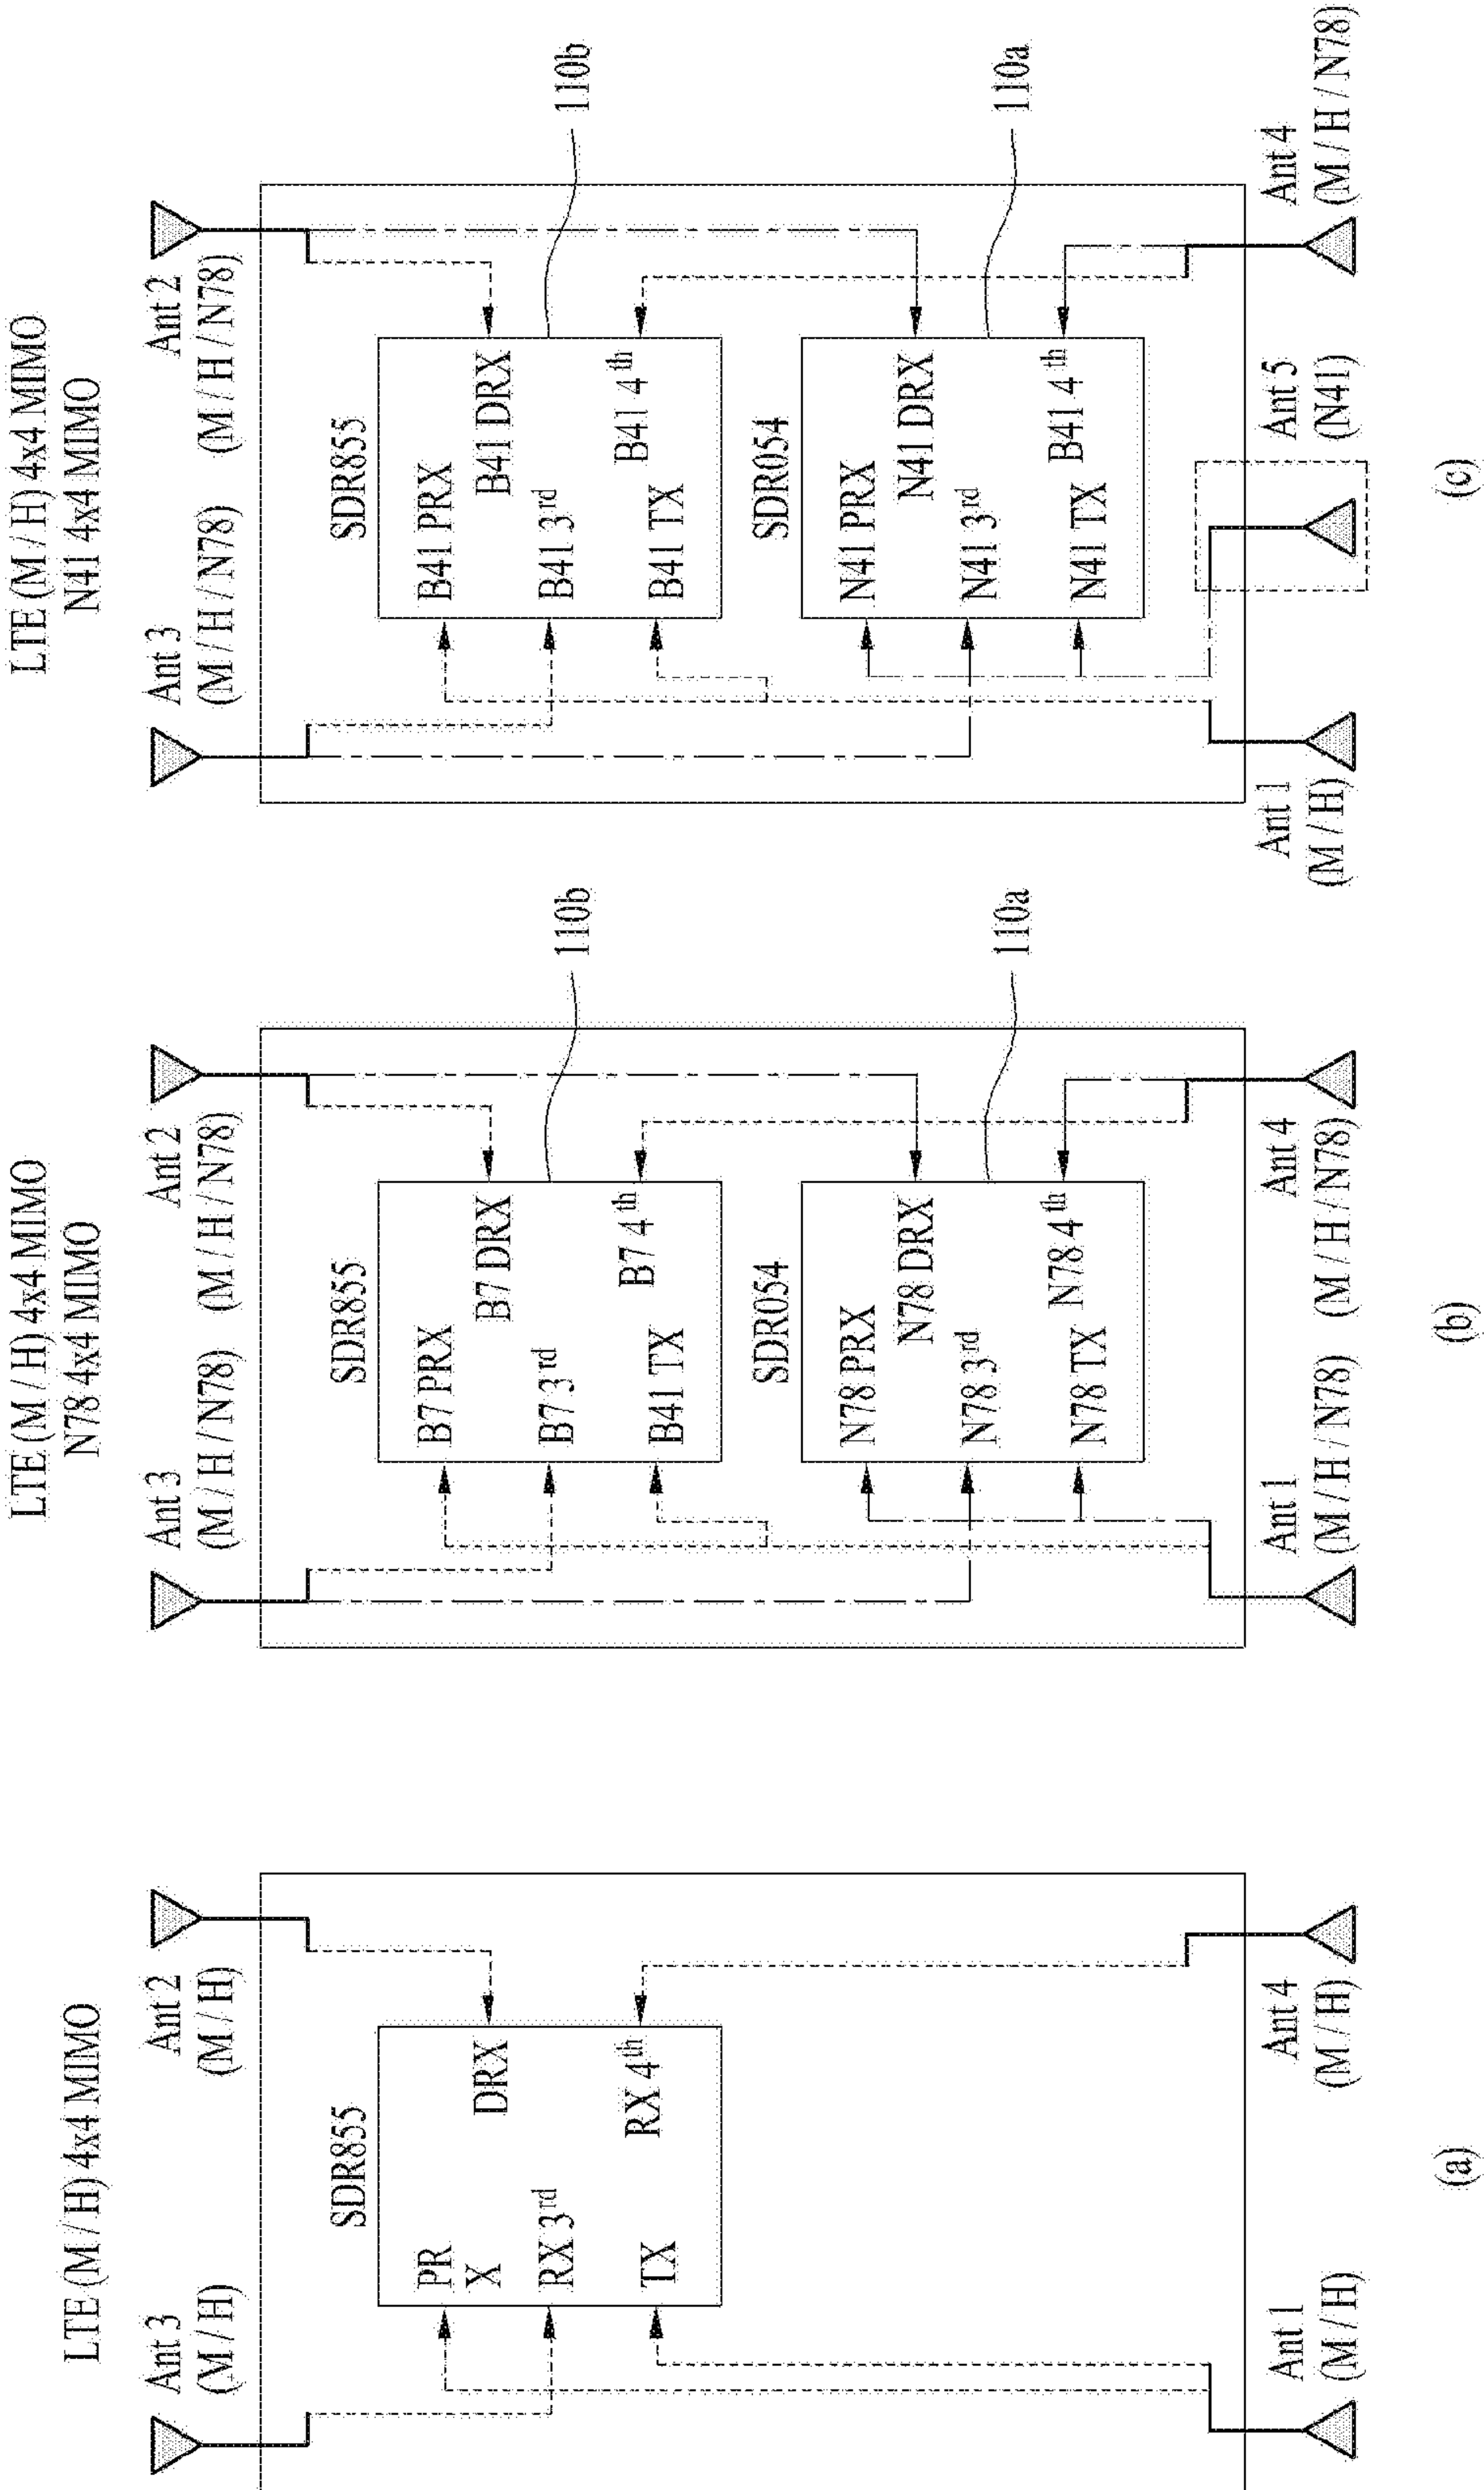 LTE (M / H) 4x4 MIMO
Ant 3
(M / H)
Ant 2
(M / H)
SDR855
PR
X
DRX
RX 3rd
RX 4th
TX
Ant 1
(M / H)
Ant 4
(M / H)
(a)
LTE (M / H) 4x4 MIMO
N78 4x4 MIMO
Ant 3
(M / H / N78)
Ant 2
(M / H / N78)
SDR855
B7 PRX
B7 DRX
B7 3rd
B7 4th
B41 TX
110b
SDR054
N78 PRX
N78 DRX
N78 3rd
N78 4th
N78 TX
110a
Ant 1
(M / H / N78)
Ant 4
(M / H / N78)
(b)
LTE (M / H) 4x4 MIMO
N41 4x4 MIMO
Ant 3
(M / H / N78)
Ant 2
(M / H / N78)
SDR855
B41 PRX
B41 DRX
B41 3rd
B41 4th
B41 TX
110b
SDR054
N41 PRX
N41 DRX
N41 3rd
B41 4th
N41 TX
110a
Ant 1
(M / H)
Ant 5
(N41)
Ant 4
(M / H / N78)
(c)